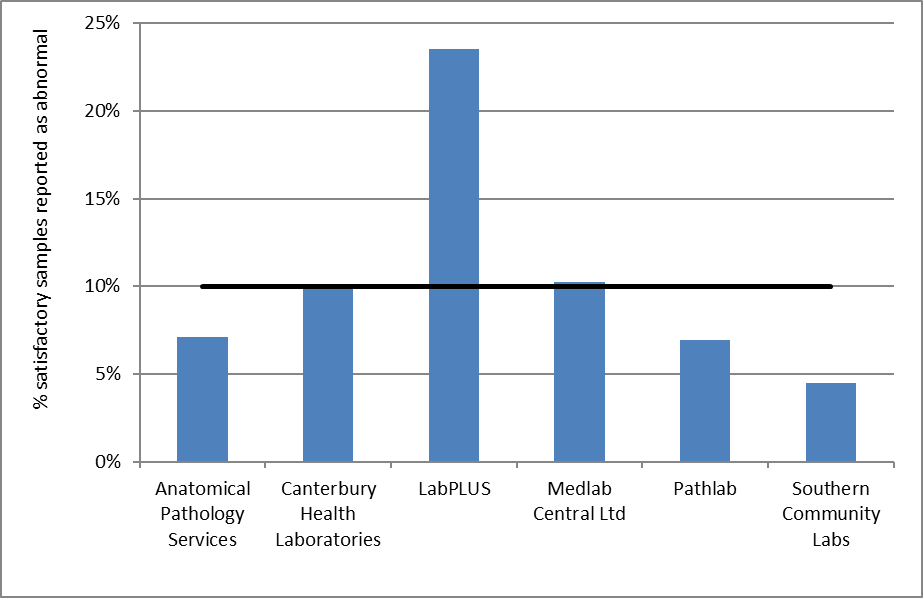 % satisfactory samples reported as abnormal
25%
20%
15%
10%
5%
0%
Anatomical
Pathology
Services
Canterbury
Health
Laboratories
LabPLUS
Medlab
Central Ltd
Pathlab
Southern
Community
Labs